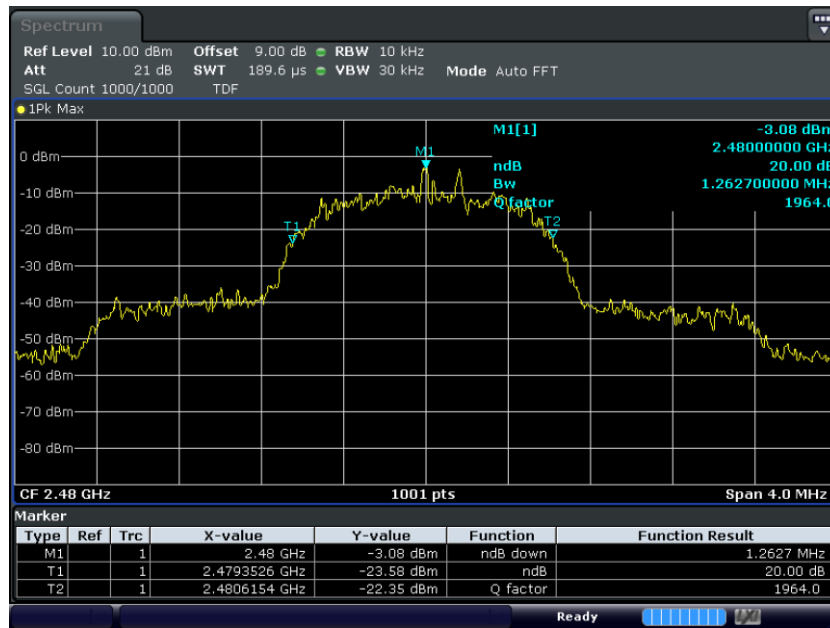 Spectrum
Ref Level 10.00 dBm Offset 9.00 dB RBW 10 kHz
Att 21 dB SWT 189.6 µs VBW 30 kHz Mode Auto FFT
SGL Count 1000/1000 TDF
1Pk Max
M1[1] -3.08 dBm
2.48000000 GHz
ndB 20.00 dB
Bw 1.262700000 MHz
Q factor 1964.0
M1
T1
T2
0 dBm
-10 dBm
-20 dBm
-30 dBm
-40 dBm
-50 dBm
-60 dBm
-70 dBm
-80 dBm
CF 2.48 GHz 1001 pts Span 4.0 MHz
Marker
Type Ref Trc X-value Y-value Function Function Result
M1 1 2.48 GHz -3.08 dBm ndB down 1.2627 MHz
T1 1 2.4793526 GHz -23.58 dBm ndB 20.00 dB
T2 1 2.4806154 GHz -22.35 dBm Q factor 1964.0
Ready